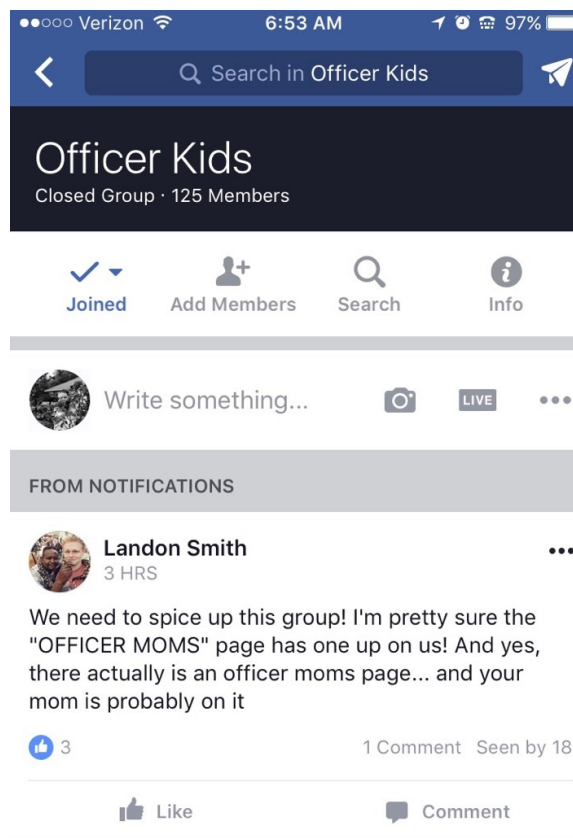 Verizon 6:53 AM 97%
Search in Officer Kids
Officer Kids
Closed Group · 125 Members
Joined Add Members Search Info
Write something... LIVE
FROM NOTIFICATIONS
Landon Smith
3 HRS
We need to spice up this group! I'm pretty sure the
"OFFICER MOMS" page has one up on us! And yes,
there actually is an officer moms page... and your
mom is probably on it
3 1 Comment Seen by 18
Like Comment